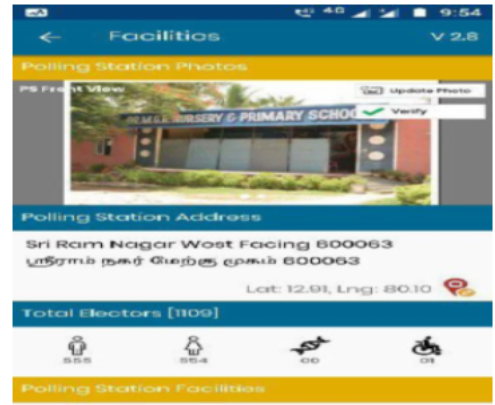 4G 9:54
← Facilities V 2.8
Polling Station Photos
PS Front View Update Photo
NURSERY & PRIMARY SCHOOL Verify
Polling Station Address
Sri Ram Nagar West Facing 600063
ஸ்ரீராம் நகர் மேற்கு முகம் 600063
Lat: 12.91, Lng: 80.10
Total Electors [1109]
555 554 00 01
Polling Station Facilities